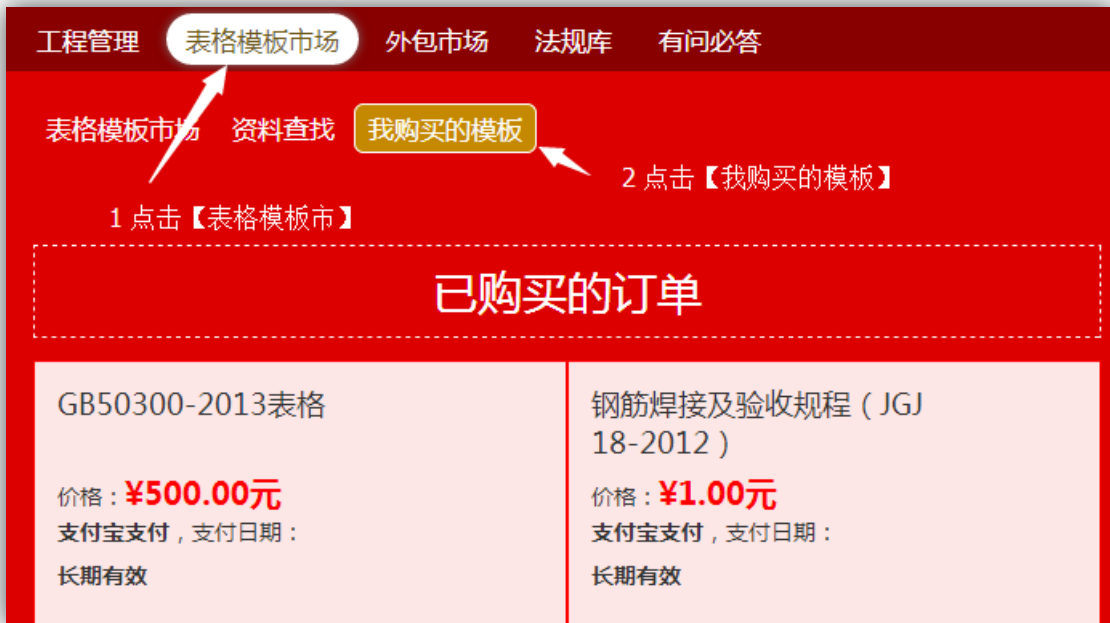 工程管理 表格模板市场 外包市场 法规库 有问必答
表格模板市场 资料查找 我购买的模板
2 点击【我购买的模板】
1 点击【表格模板市】
已购买的订单
GB50300-2013表格
价格：¥500.00元
支付宝支付，支付日期：
长期有效
钢筋焊接及验收规程（JGJ
18-2012）
价格：¥1.00元
支付宝支付，支付日期：
长期有效